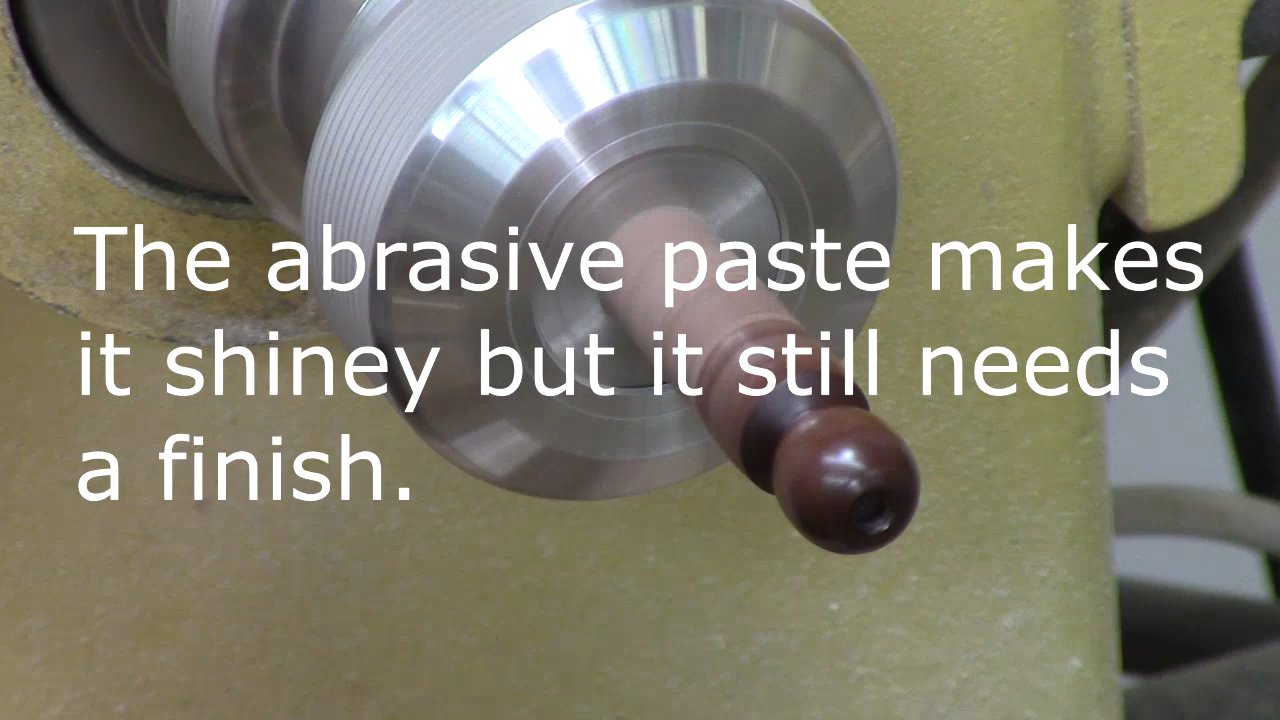 The abrasive paste makes
it shiney but it still needs
a finish.